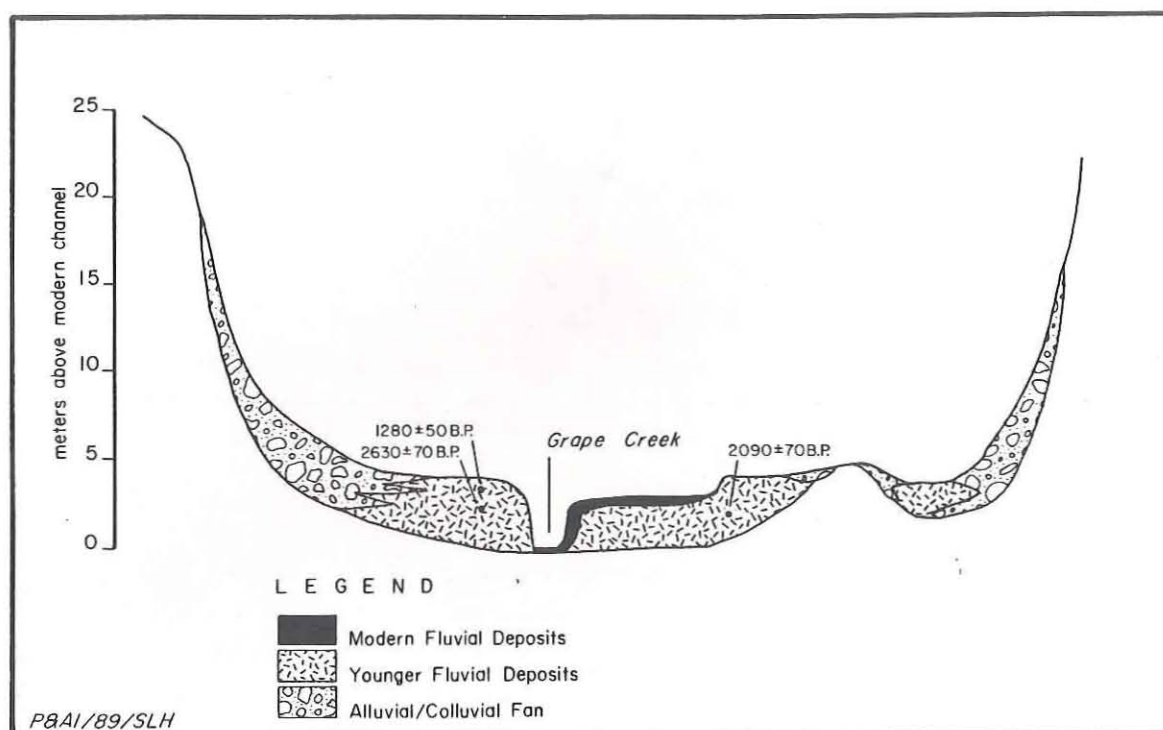 25
20
15
10
5
0
meters above modern channel
1280±50 B.P.
2630±70 B.P.
Grape Creek
2090±70 B.P.
LEGEND
Modern Fluvial Deposits
Younger Fluvial Deposits
Alluvial/Colluvial Fan
P&AI/89/SLH